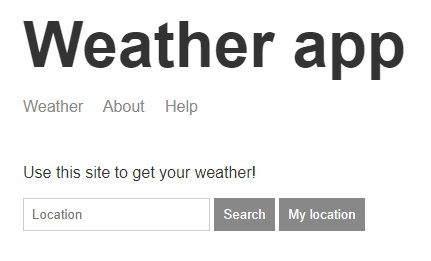 Weather app
Weather About Help
Use this site to get your weather!
Location Search My location